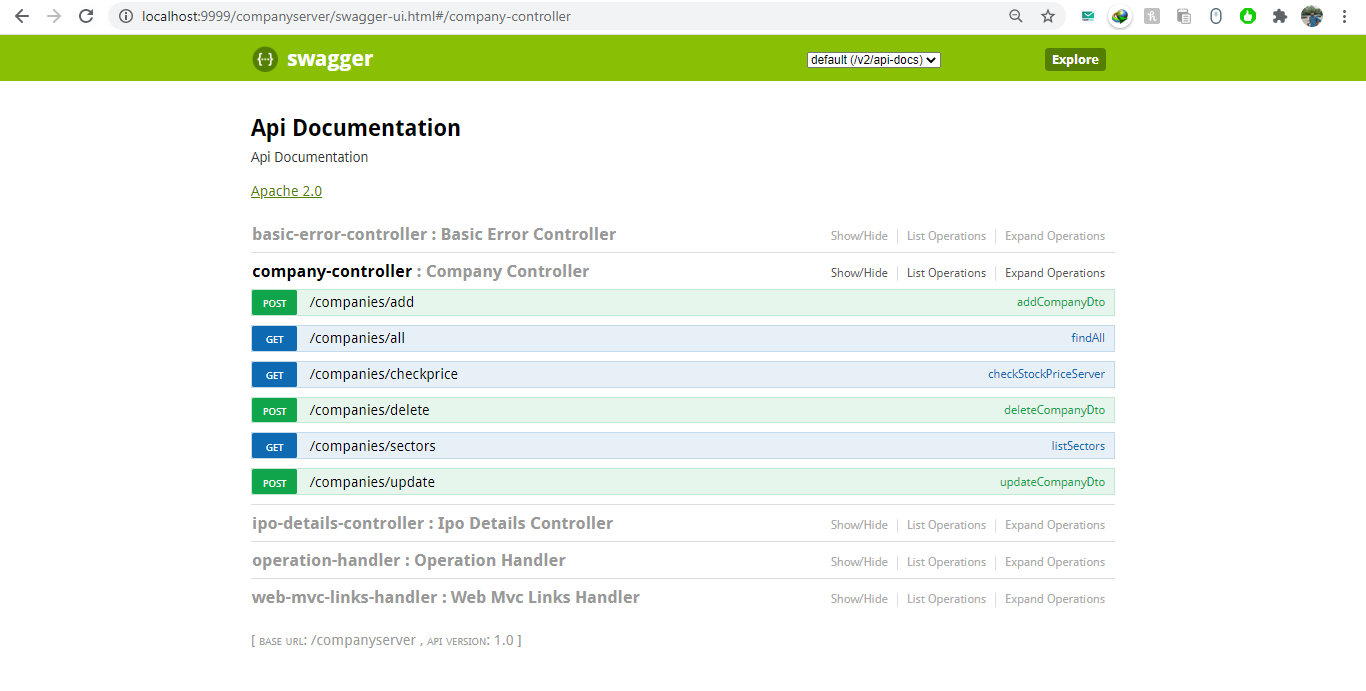 localhost:9999/companyserver/swagger-ui.html#/company-controller
{--} swagger default (/v2/api-docs) Explore
Api Documentation
Api Documentation
Apache 2.0
basic-error-controller : Basic Error Controller Show/Hide List Operations Expand Operations
company-controller : Company Controller Show/Hide List Operations Expand Operations
POST /companies/add addCompanyDto
GET /companies/all findAll
GET /companies/checkprice checkStockPriceServer
POST /companies/delete deleteCompanyDto
GET /companies/sectors listSectors
POST /companies/update updateCompanyDto
ipo-details-controller : Ipo Details Controller Show/Hide List Operations Expand Operations
operation-handler : Operation Handler Show/Hide List Operations Expand Operations
web-mvc-links-handler : Web Mvc Links Handler Show/Hide List Operations Expand Operations
[ BASE URL: /companyserver , API VERSION: 1.0 ]